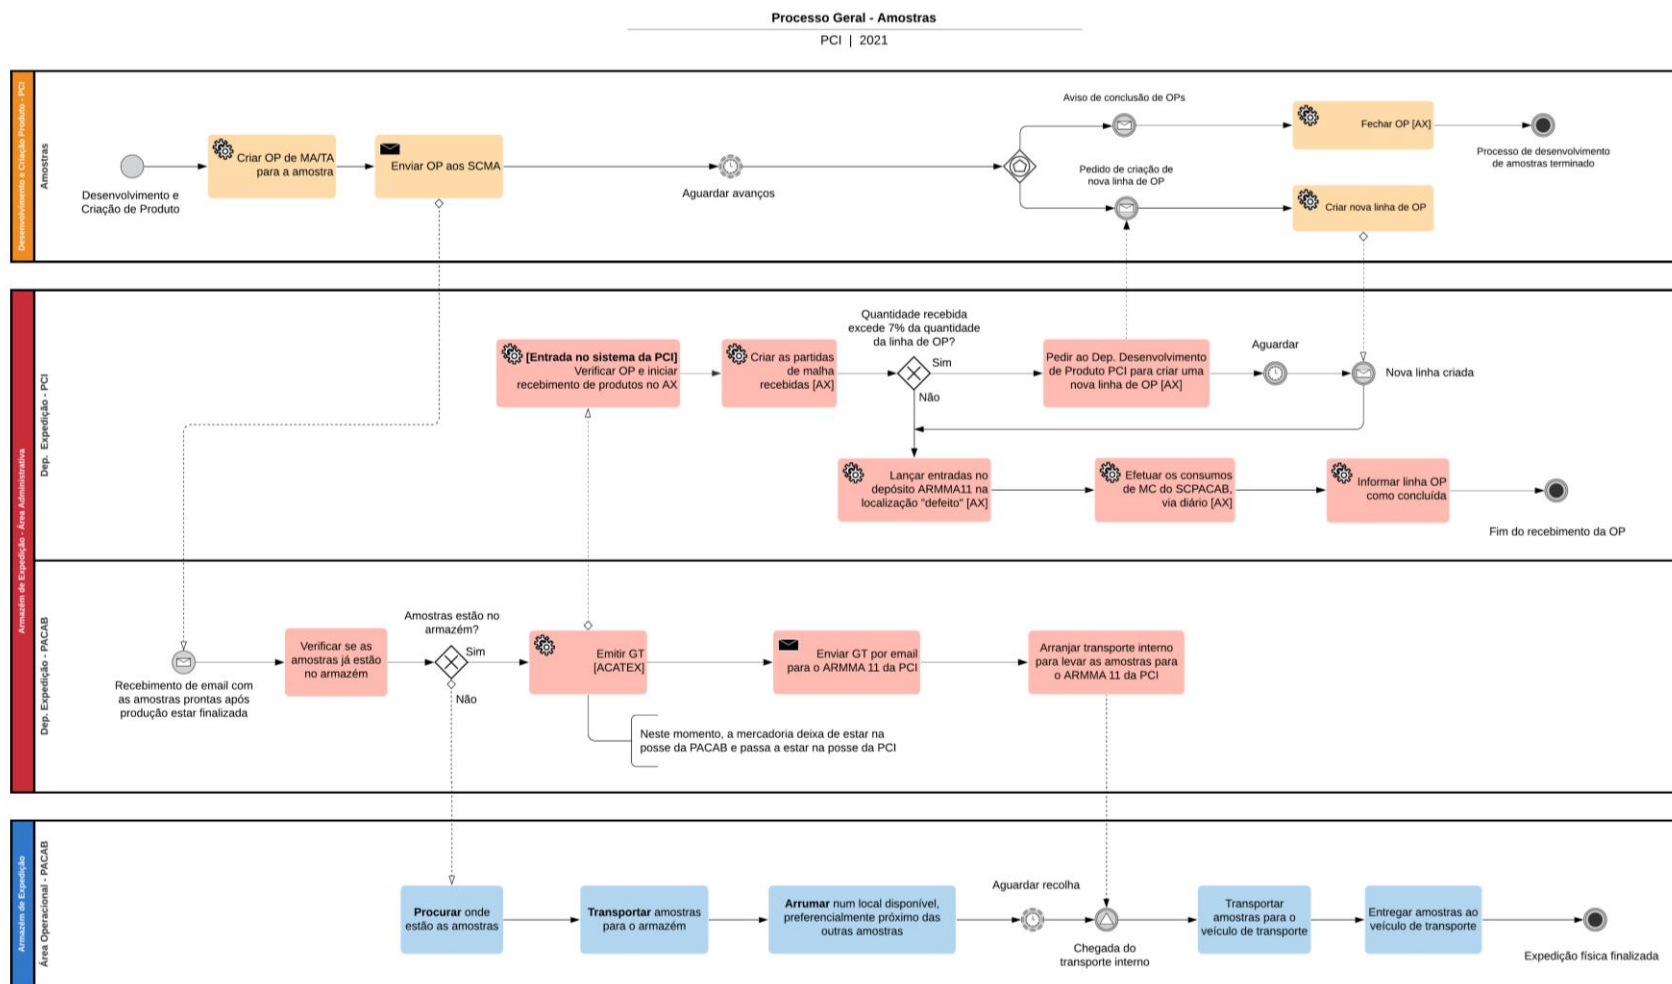 Processo Geral - Amostras
PCI | 2021
Desenvolvimento e Criação Produto - PCI
Amostras
Desenvolvimento e
Criação de Produto
Criar OP de MA/TA
para a amostra
Enviar OP aos SCMA
Aguardar avanços
Aviso de conclusão de OPs
Pedido de criação de
nova linha de OP
Fechar OP [AX]
Criar nova linha de OP
Processo de desenvolvimento
de amostras terminado
Armazém de Expedição - Área Administrativa
Dep. Expedição - PCI
[Entrada no sistema da PCI]
Verificar OP e iniciar
recebimento de produtos no AX
Criar as partidas
de malha
recebidas [AX]
Quantidade recebida
excede 7% da quantidade
da linha de OP?
Sim
Não
Pedir ao Dep. Desenvolvimento
de Produto PCI para criar uma
nova linha de OP [AX]
Aguardar
Nova linha criada
Lançar entradas no
depósito ARMMA11 na
localização "defeito" [AX]
Efetuar os consumos
de MC do SCPACAB,
via diário [AX]
Informar linha OP
como concluída
Fim do recebimento da OP
Dep. Expedição - PACAB
Recebimento de email com
as amostras prontas após
produção estar finalizada
Verificar se as
amostras já estão
no armazém
Amostras estão no
armazém?
Sim
Não
Emitir GT
[ACATEX]
Enviar GT por email
para o ARMMA 11 da PCI
Arranjar transporte interno
para levar as amostras para
o ARMMA 11 da PCI
Neste momento, a mercadoria deixa de estar na
posse da PACAB e passa a estar na posse da PCI
Armazém de Expedição
Área Operacional - PACAB
Procurar onde
estão as amostras
Transportar amostras
para o armazém
Arrumar num local disponível,
preferencialmente próximo das
outras amostras
Aguardar recolha
Chegada do
transporte interno
Transportar
amostras para o
veículo de transporte
Entregar amostras ao
veículo de transporte
Expedição física finalizada